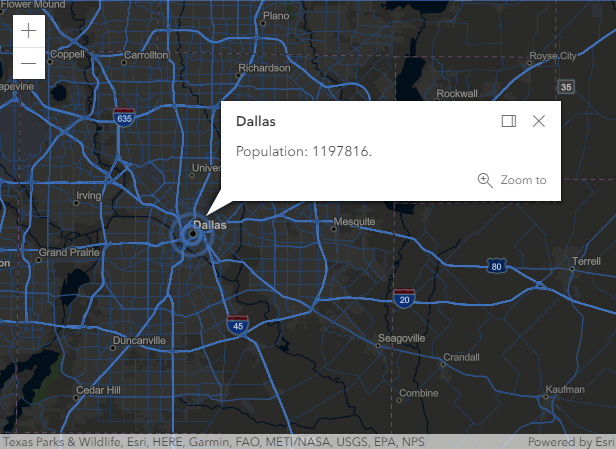 Flower Mound
Plano
Coppell
Carrollton
Royse City
Richardson
apevine
Rockwall
35
635
Dallas
Population: 1197816.
Zoom to
Univer
Irving
Dallas
Mesquite
Grand Prairie
on
Terrell
80
20
45
Seagoville
Duncanville
Crandall
Cedar Hill
Combine
Kaufman
Texas Parks & Wildlife, Esri, HERE, Garmin, FAO, METI/NASA, USGS, EPA, NPS
Powered by Esri